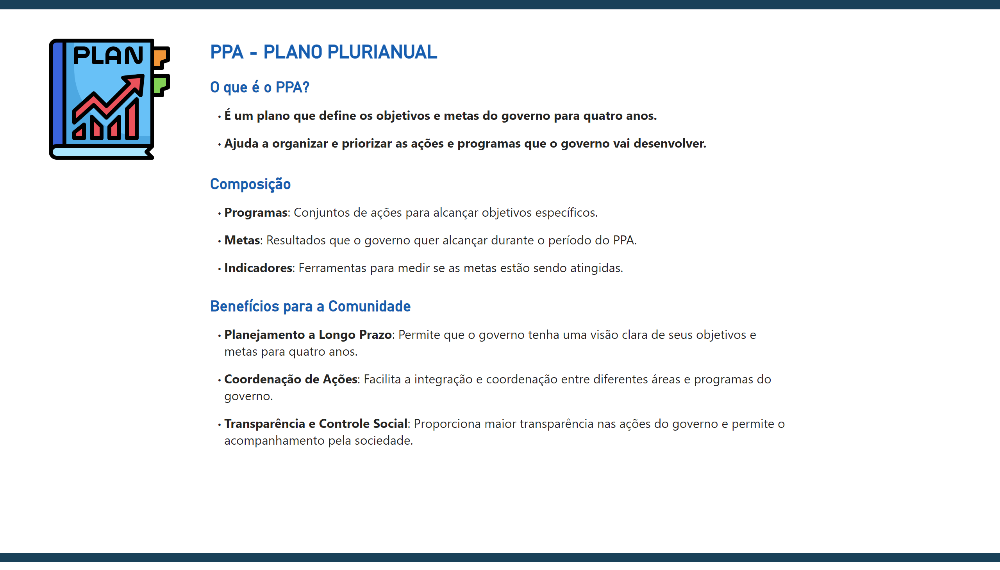 PLAN
PPA - PLANO PLURIANUAL
O que é o PPA?
• É um plano que define os objetivos e metas do governo para quatro anos.
• Ajuda a organizar e priorizar as ações e programas que o governo vai desenvolver.
Composição
• Programas: Conjuntos de ações para alcançar objetivos específicos.
• Metas: Resultados que o governo quer alcançar durante o período do PPA.
• Indicadores: Ferramentas para medir se as metas estão sendo atingidas.
Benefícios para a Comunidade
• Planejamento a Longo Prazo: Permite que o governo tenha uma visão clara de seus objetivos e
metas para quatro anos.
• Coordenação de Ações: Facilita a integração e coordenação entre diferentes áreas e programas do
governo.
• Transparência e Controle Social: Proporciona maior transparência nas ações do governo e permite o
acompanhamento pela sociedade.